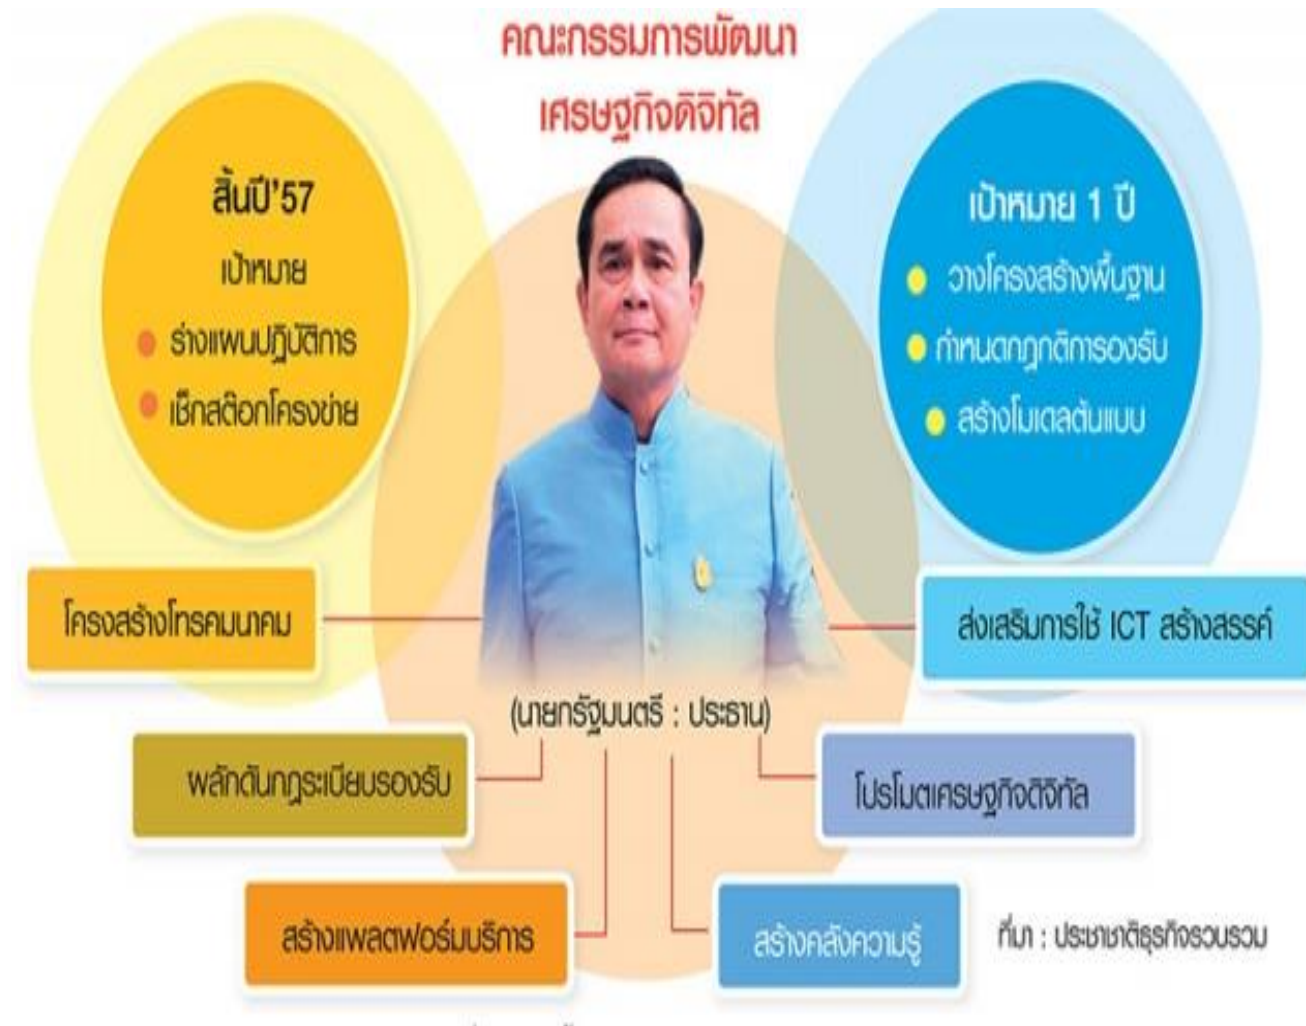 คณะกรรมการพัฒนา
เศรษฐกิจดิจิทัล
สิ้นปี'57
เป้าหมาย
ร่างแผนปฏิบัติการ
เช็กสต๊อกโครงข่าย
เป้าหมาย 1 ปี
วางโครงสร้างพื้นฐาน
กำหนดกฎกติการองรับ
สร้างโมเดลต้นแบบ
โครงสร้างโทรคมนาคม
ส่งเสริมการใช้ ICT สร้างสรรค์
(นายกรัฐมนตรี : ประธาน)
ผลักดันกฎระเบียบรองรับ
โปรโมตเศรษฐกิจดิจิทัล
สร้างแพลตฟอร์มบริการ
สร้างคลังความรู้
ที่มา : ประชาชาติธุรกิจรวบรวม